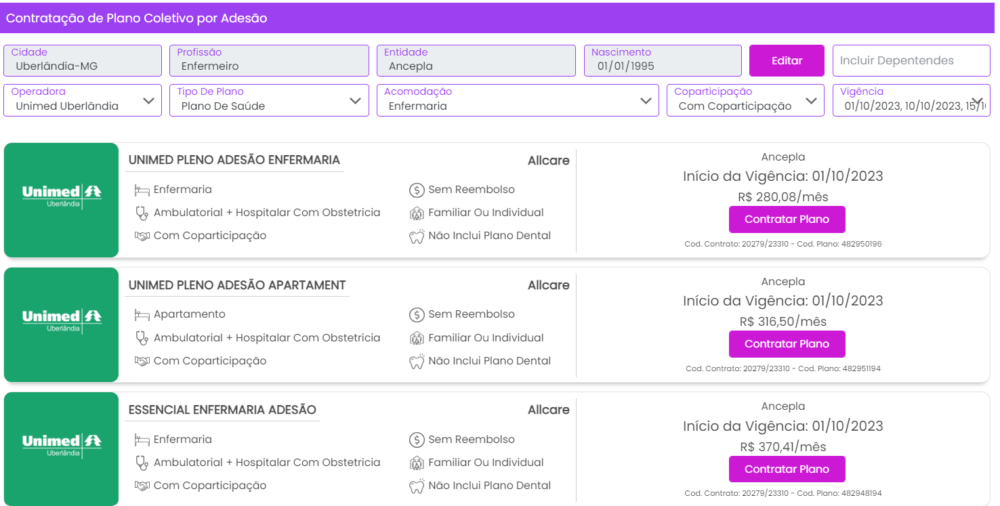 Contratação de Plano Coletivo por Adesão
Cidade
Uberlândia-MG
Profissão
Enfermeiro
Entidade
Ancepla
Nascimento
01/01/1995
Editar
Incluir Depentendes
Operadora
Unimed Uberlândia
Tipo De Plano
Plano De Saúde
Acomodação
Enfermaria
Coparticipação
Com Coparticipação
Vigência
01/10/2023, 10/10/2023, 15/1
Unimed
Uberlândia
UNIMED PLENO ADESÃO ENFERMARIA
Allcare
Enfermaria
Sem Reembolso
Ambulatorial + Hospitalar Com Obstetricia
Familiar Ou Individual
Com Coparticipação
Não Inclui Plano Dental
Ancepla
Início da Vigência: 01/10/2023
R$ 280,08/mês
Contratar Plano
Cod. Contrato: 20279/23310 - Cod. Plano: 482950196
Unimed
Uberlândia
UNIMED PLENO ADESÃO APARTAMENT
Allcare
Apartamento
Sem Reembolso
Ambulatorial + Hospitalar Com Obstetricia
Familiar Ou Individual
Com Coparticipação
Não Inclui Plano Dental
Ancepla
Início da Vigência: 01/10/2023
R$ 316,50/mês
Contratar Plano
Cod. Contrato: 20279/23310 - Cod. Plano: 482951194
Unimed
Uberlândia
ESSENCIAL ENFERMARIA ADESÃO
Allcare
Enfermaria
Sem Reembolso
Ambulatorial + Hospitalar Com Obstetricia
Familiar Ou Individual
Com Coparticipação
Não Inclui Plano Dental
Ancepla
Início da Vigência: 01/10/2023
R$ 370,41/mês
Contratar Plano
Cod. Contrato: 20279/23310 - Cod. Plano: 482948194